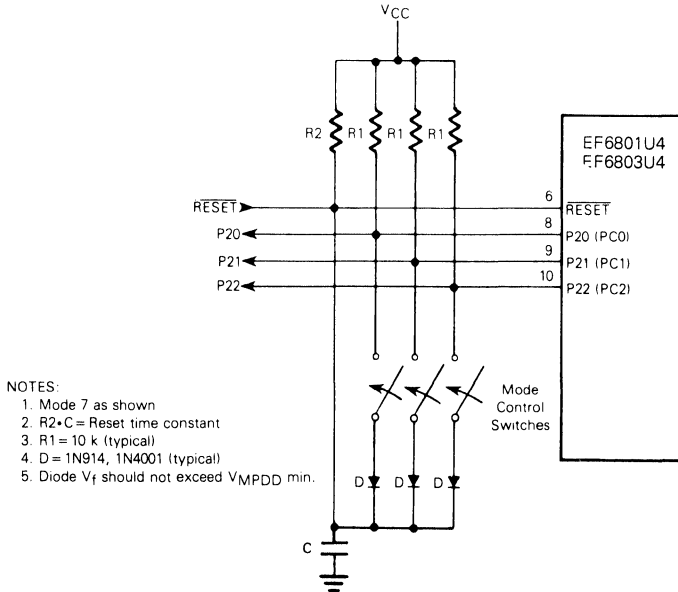 VCC
R2 R1 R1 R1
EF6801U4
EF6803U4
RESET 6 RESET
P20 8 P20 (PC0)
P21 9 P21 (PC1)
P22 10 P22 (PC2)
Mode
Control
Switches
NOTES:
1. Mode 7 as shown
2. R2•C = Reset time constant
3. R1 = 10 k (typical)
4. D = 1N914, 1N4001 (typical)
5. Diode Vf should not exceed VMPDD min.
D D D
C